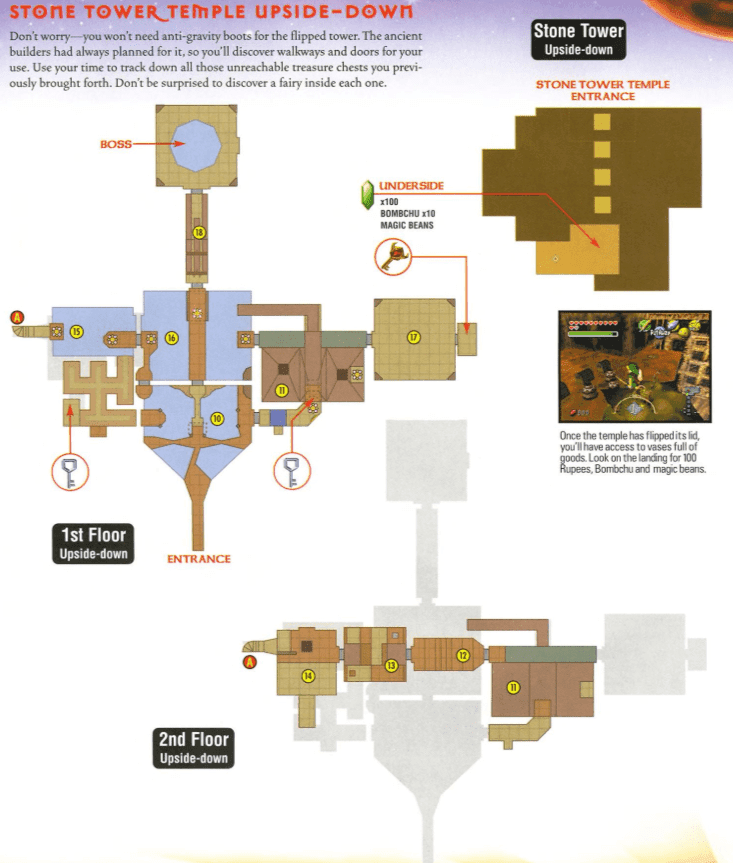 STONE TOWER TEMPLE UPSIDE-DOWN
Don't worry—you won't need anti-gravity boots for the flipped tower. The ancient
builders had always planned for it, so you'll discover walkways and doors for your
use. Use your time to track down all those unreachable treasure chests you previ-
ously brought forth. Don't be surprised to discover a fairy inside each one.
Stone Tower
Upside-down
STONE TOWER TEMPLE
ENTRANCE
BOSS
UNDERSIDE
x100
BOMBCHU x10
MAGIC BEANS
18
A
15
16
17
11
10
Once the temple has flipped its lid,
you'll have access to vases full of
goods. Look on the landing for 100
Rupees, Bombchu and magic beans.
1st Floor
Upside-down
ENTRANCE
A
14
13
12
11
2nd Floor
Upside-down